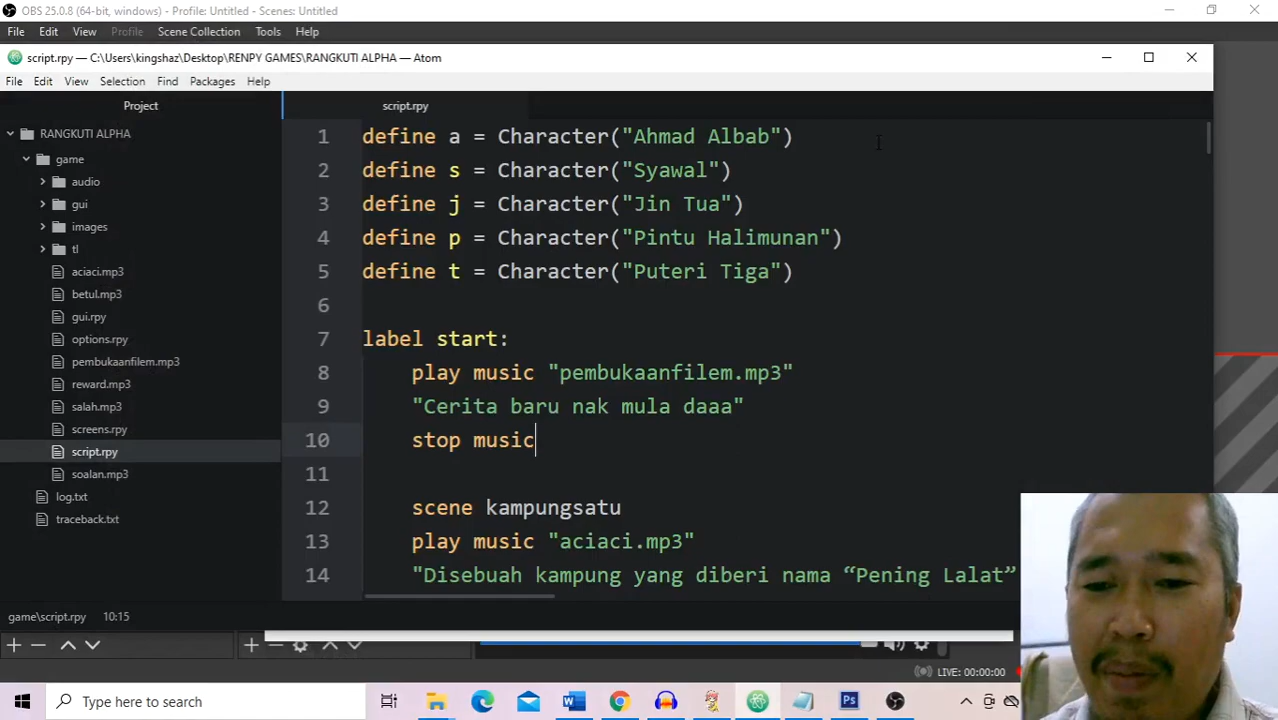 OBS 25.0.8 (64-bit, windows) - Profile: Untitled - Scenes: Untitled
File Edit View Profile Scene Collection Tools Help
script.rpy — C:\Users\kingshaz\Desktop\RENPY GAMES\RANGKUTI ALPHA — Atom
File Edit View Selection Find Packages Help
Project
RANGKUTI ALPHA
game
audio
gui
images
tl
aciaci.mp3
betul.mp3
gui.rpy
options.rpy
pembukaanfilem.mp3
reward.mp3
salah.mp3
screens.rpy
script.rpy
soalan.mp3
log.txt
traceback.txt
script.rpy
1 define a = Character("Ahmad Albab")
2 define s = Character("Syawal")
3 define j = Character("Jin Tua")
4 define p = Character("Pintu Halimunan")
5 define t = Character("Puteri Tiga")
6
7 label start:
8 play music "pembukaanfilem.mp3"
9 "Cerita baru nak mula daaa"
10 stop music
11
12 scene kampungsatu
13 play music "aciaci.mp3"
14 "Disebuah kampung yang diberi nama “Pening Lalat”
game\script.rpy 10:15
LIVE: 00:00:00
Type here to search